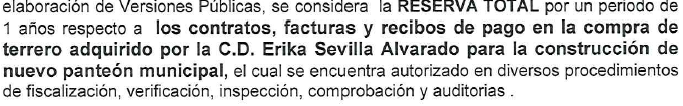 elaboración de Versiones Públicas, se considera la RESERVA TOTAL por un periodo de
1 años respecto a los contratos, facturas y recibos de pago en la compra de
terrero adquirido por la C.D. Erika Sevilla Alvarado para la construcción de
nuevo panteón municipal, el cual se encuentra autorizado en diversos procedimientos
de fiscalización, verificación, inspección, comprobación y auditorias .